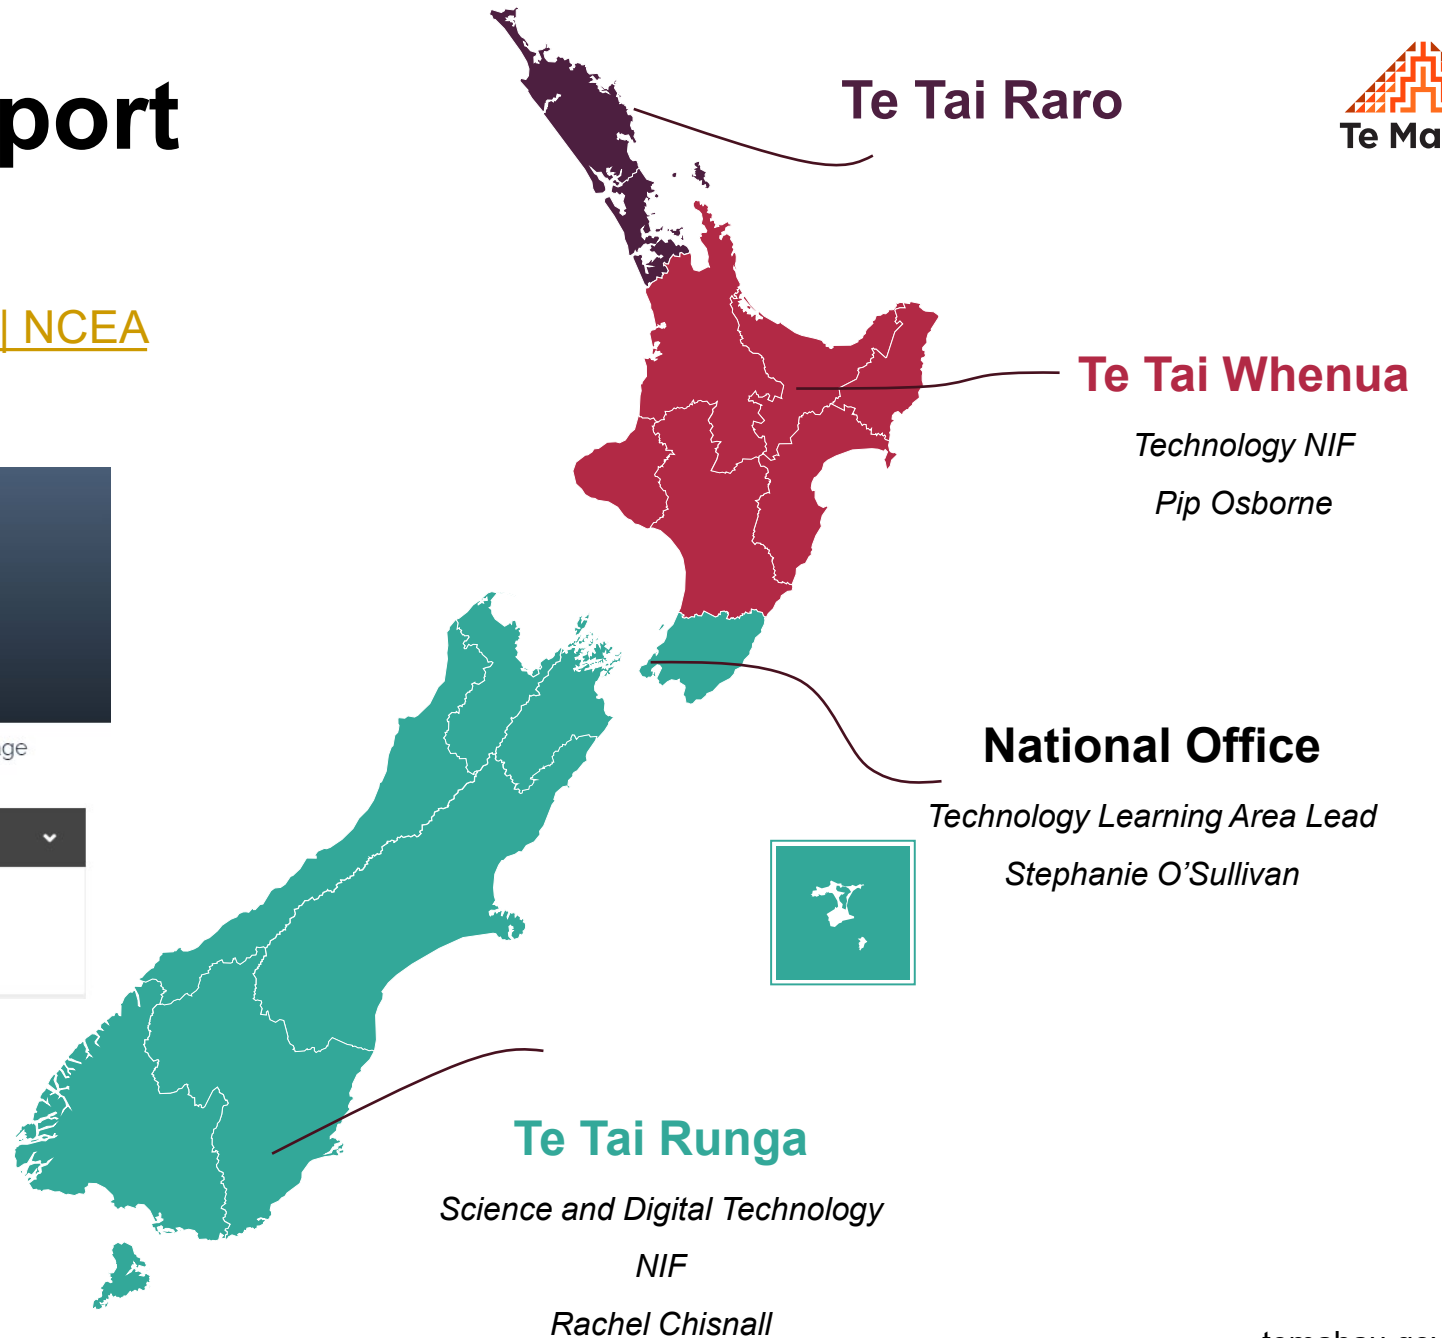 port
Te Tai Raro
Te Ma
| NCEA
Te Tai Whenua
Technology NIF
Pip Osborne
ge
National Office
Technology Learning Area Lead
Stephanie O’Sullivan
Te Tai Runga
Science and Digital Technology
NIF
Rachel Chisnall